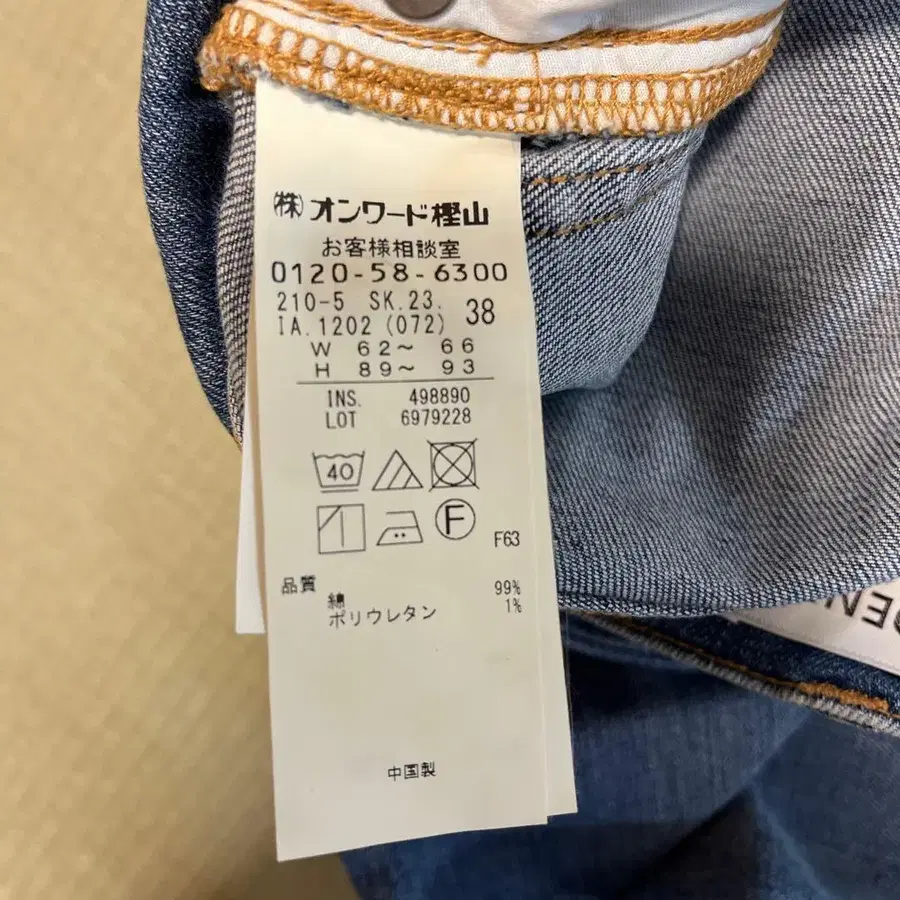 (株)オンワード樫山
お客様相談室
0120-58-6300
210-5 SK.23.
IA.1202 (072) 38
W 62～ 66
H 89～ 93
INS. 498890
LOT 6979228
40
F
F63
品質
綿 99%
ポリウレタン 1%
中国製
DEN